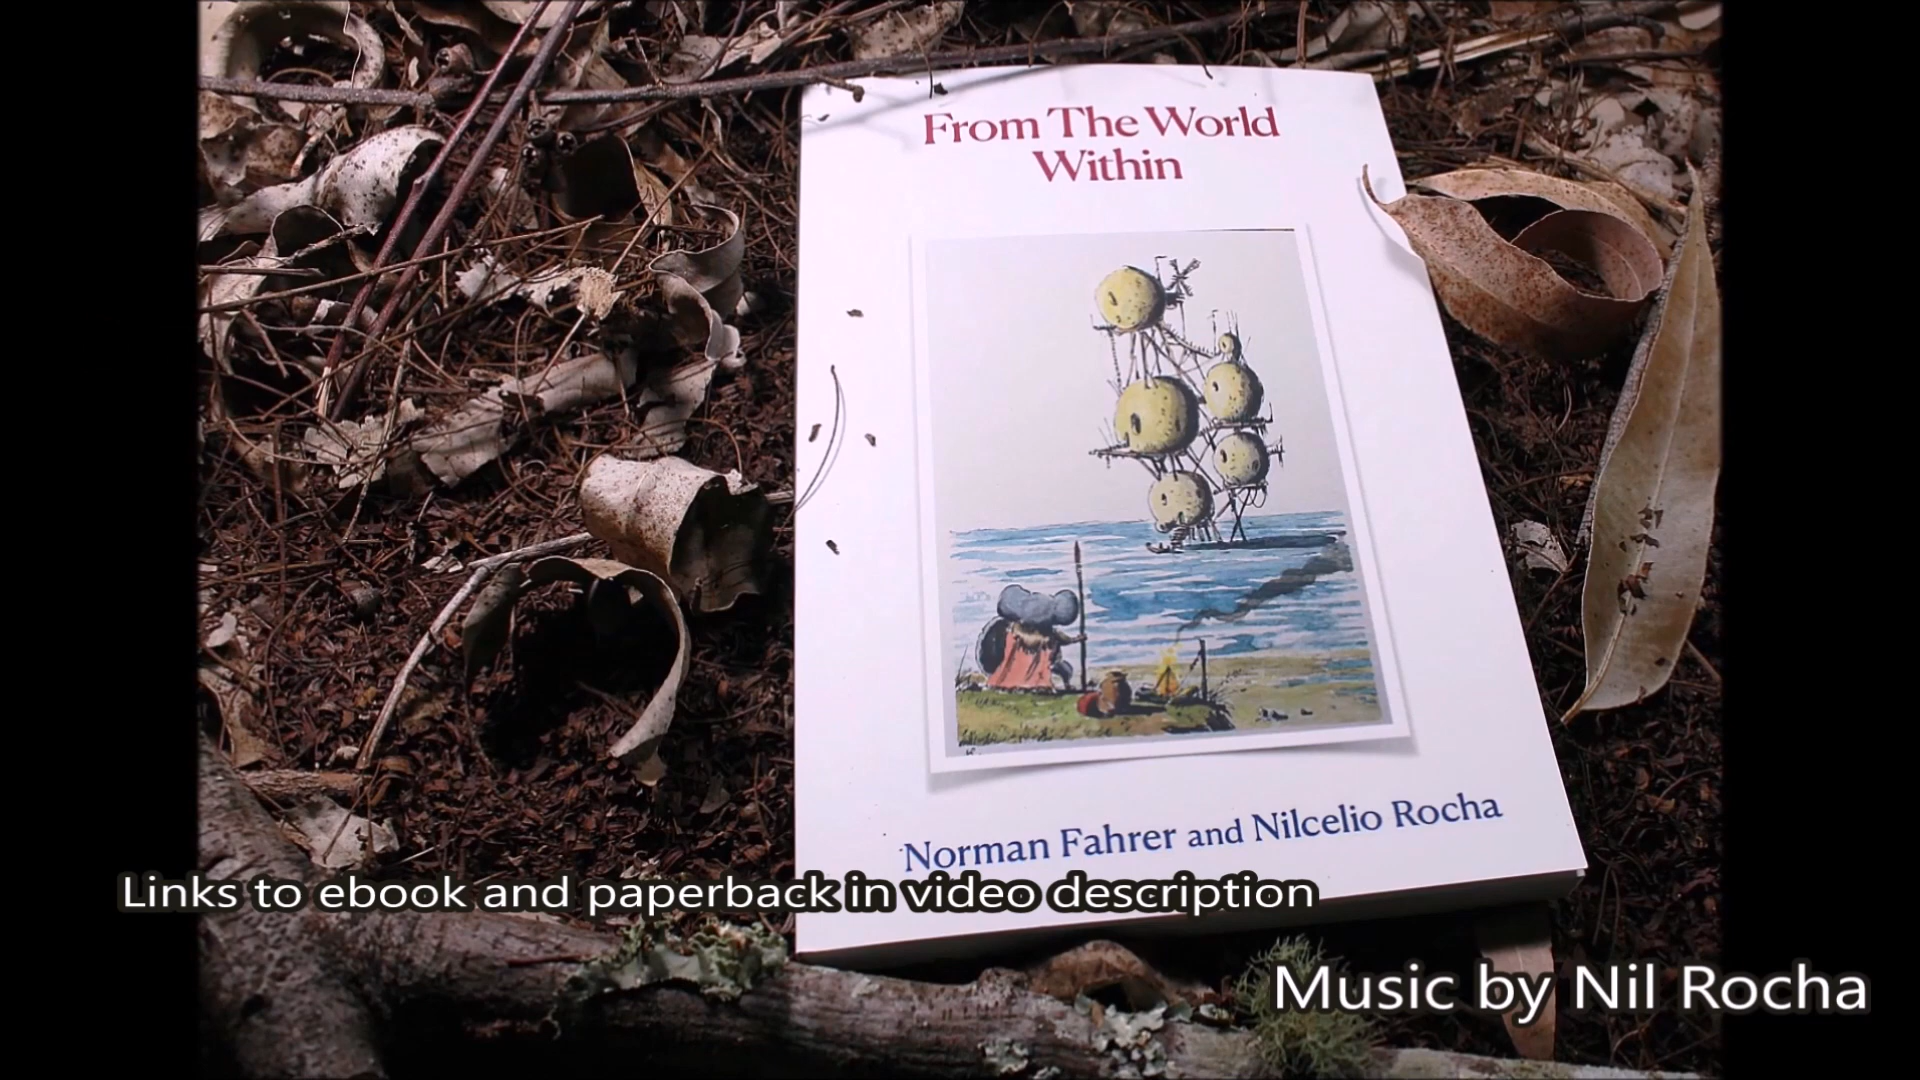 From The World
Within
Norman Fahrer and Nilcelio Rocha
Links to ebook and paperback in video description
Music by Nil Rocha